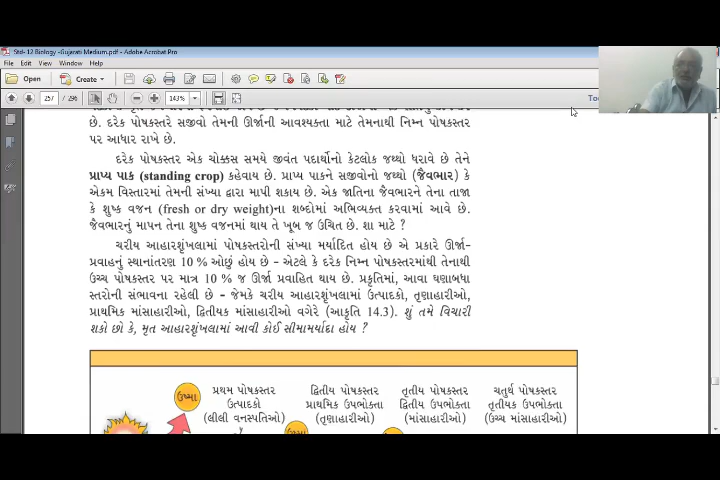 Std- 12 Biology -Gujarati Medium.pdf - Adobe Acrobat Pro
File Edit View Window Help
Open Create
257 / 296 143%
છે. દરેક પોષકસ્તરે સજીવો તેમની ઊર્જાની આવશ્યકતા માટે તેમનાથી નિમ્ન પોષકસ્તર
પર આધાર રાખે છે.
દરેક પોષકસ્તર એક ચોક્કસ સમયે જીવંત પદાર્થોનો કેટલોક જથ્થો ધરાવે છે તેને
પ્રાપ્ય પાક (standing crop) કહેવાય છે. પ્રાપ્ય પાકને સજીવોનો જથ્થો (જૈવભાર) કે
એકમ વિસ્તારમાં તેમની સંખ્યા દ્વારા માપી શકાય છે. એક જાતિના જૈવભારને તેના તાજા
કે શુષ્ક વજન (fresh or dry weight)ના શબ્દોમાં અભિવ્યક્ત કરવામાં આવે છે.
જૈવભારનું માપન તેના શુષ્ક વજનમાં થાય તે ખૂબ જ ઉચિત છે. શા માટે ?
ચરીય આહારશૃંખલામાં પોષકસ્તરોની સંખ્યા મર્યાદિત હોય છે એ પ્રકારે ઊર્જા-
પ્રવાહનું સ્થાનાંતરણ 10 % ઓછું હોય છે - એટલે કે દરેક નિમ્ન પોષકસ્તરમાંથી તેનાથી
ઉચ્ચ પોષકસ્તર પર માત્ર 10 % જ ઊર્જા પ્રવાહિત થાય છે. પ્રકૃતિમાં, આવા ઘણાબધા
સ્તરોની સંભાવના રહેલી છે - જેમકે ચરીય આહારશૃંખલામાં ઉત્પાદકો, તૃણાહારીઓ,
પ્રાથમિક માંસાહારીઓ, દ્વિતીયક માંસાહારીઓ વગેરે (આકૃતિ 14.3). શું તમે વિચારી
શકો છો કે, મૃત આહારશૃંખલામાં આવી કોઈ સીમામર્યાદા હોય ?
ઉષ્મા પ્રથમ પોષકસ્તર દ્વિતીય પોષકસ્તર તૃતીય પોષકસ્તર ચતુર્થ પોષકસ્તર
ઉત્પાદકો પ્રાથમિક ઉપભોક્તા દ્વિતીય ઉપભોક્તા તૃતીયક ઉપભોક્તા
(લીલી વનસ્પતિઓ) (તૃણાહારીઓ) (માંસાહારીઓ) (ઉચ્ચ માંસાહારીઓ)